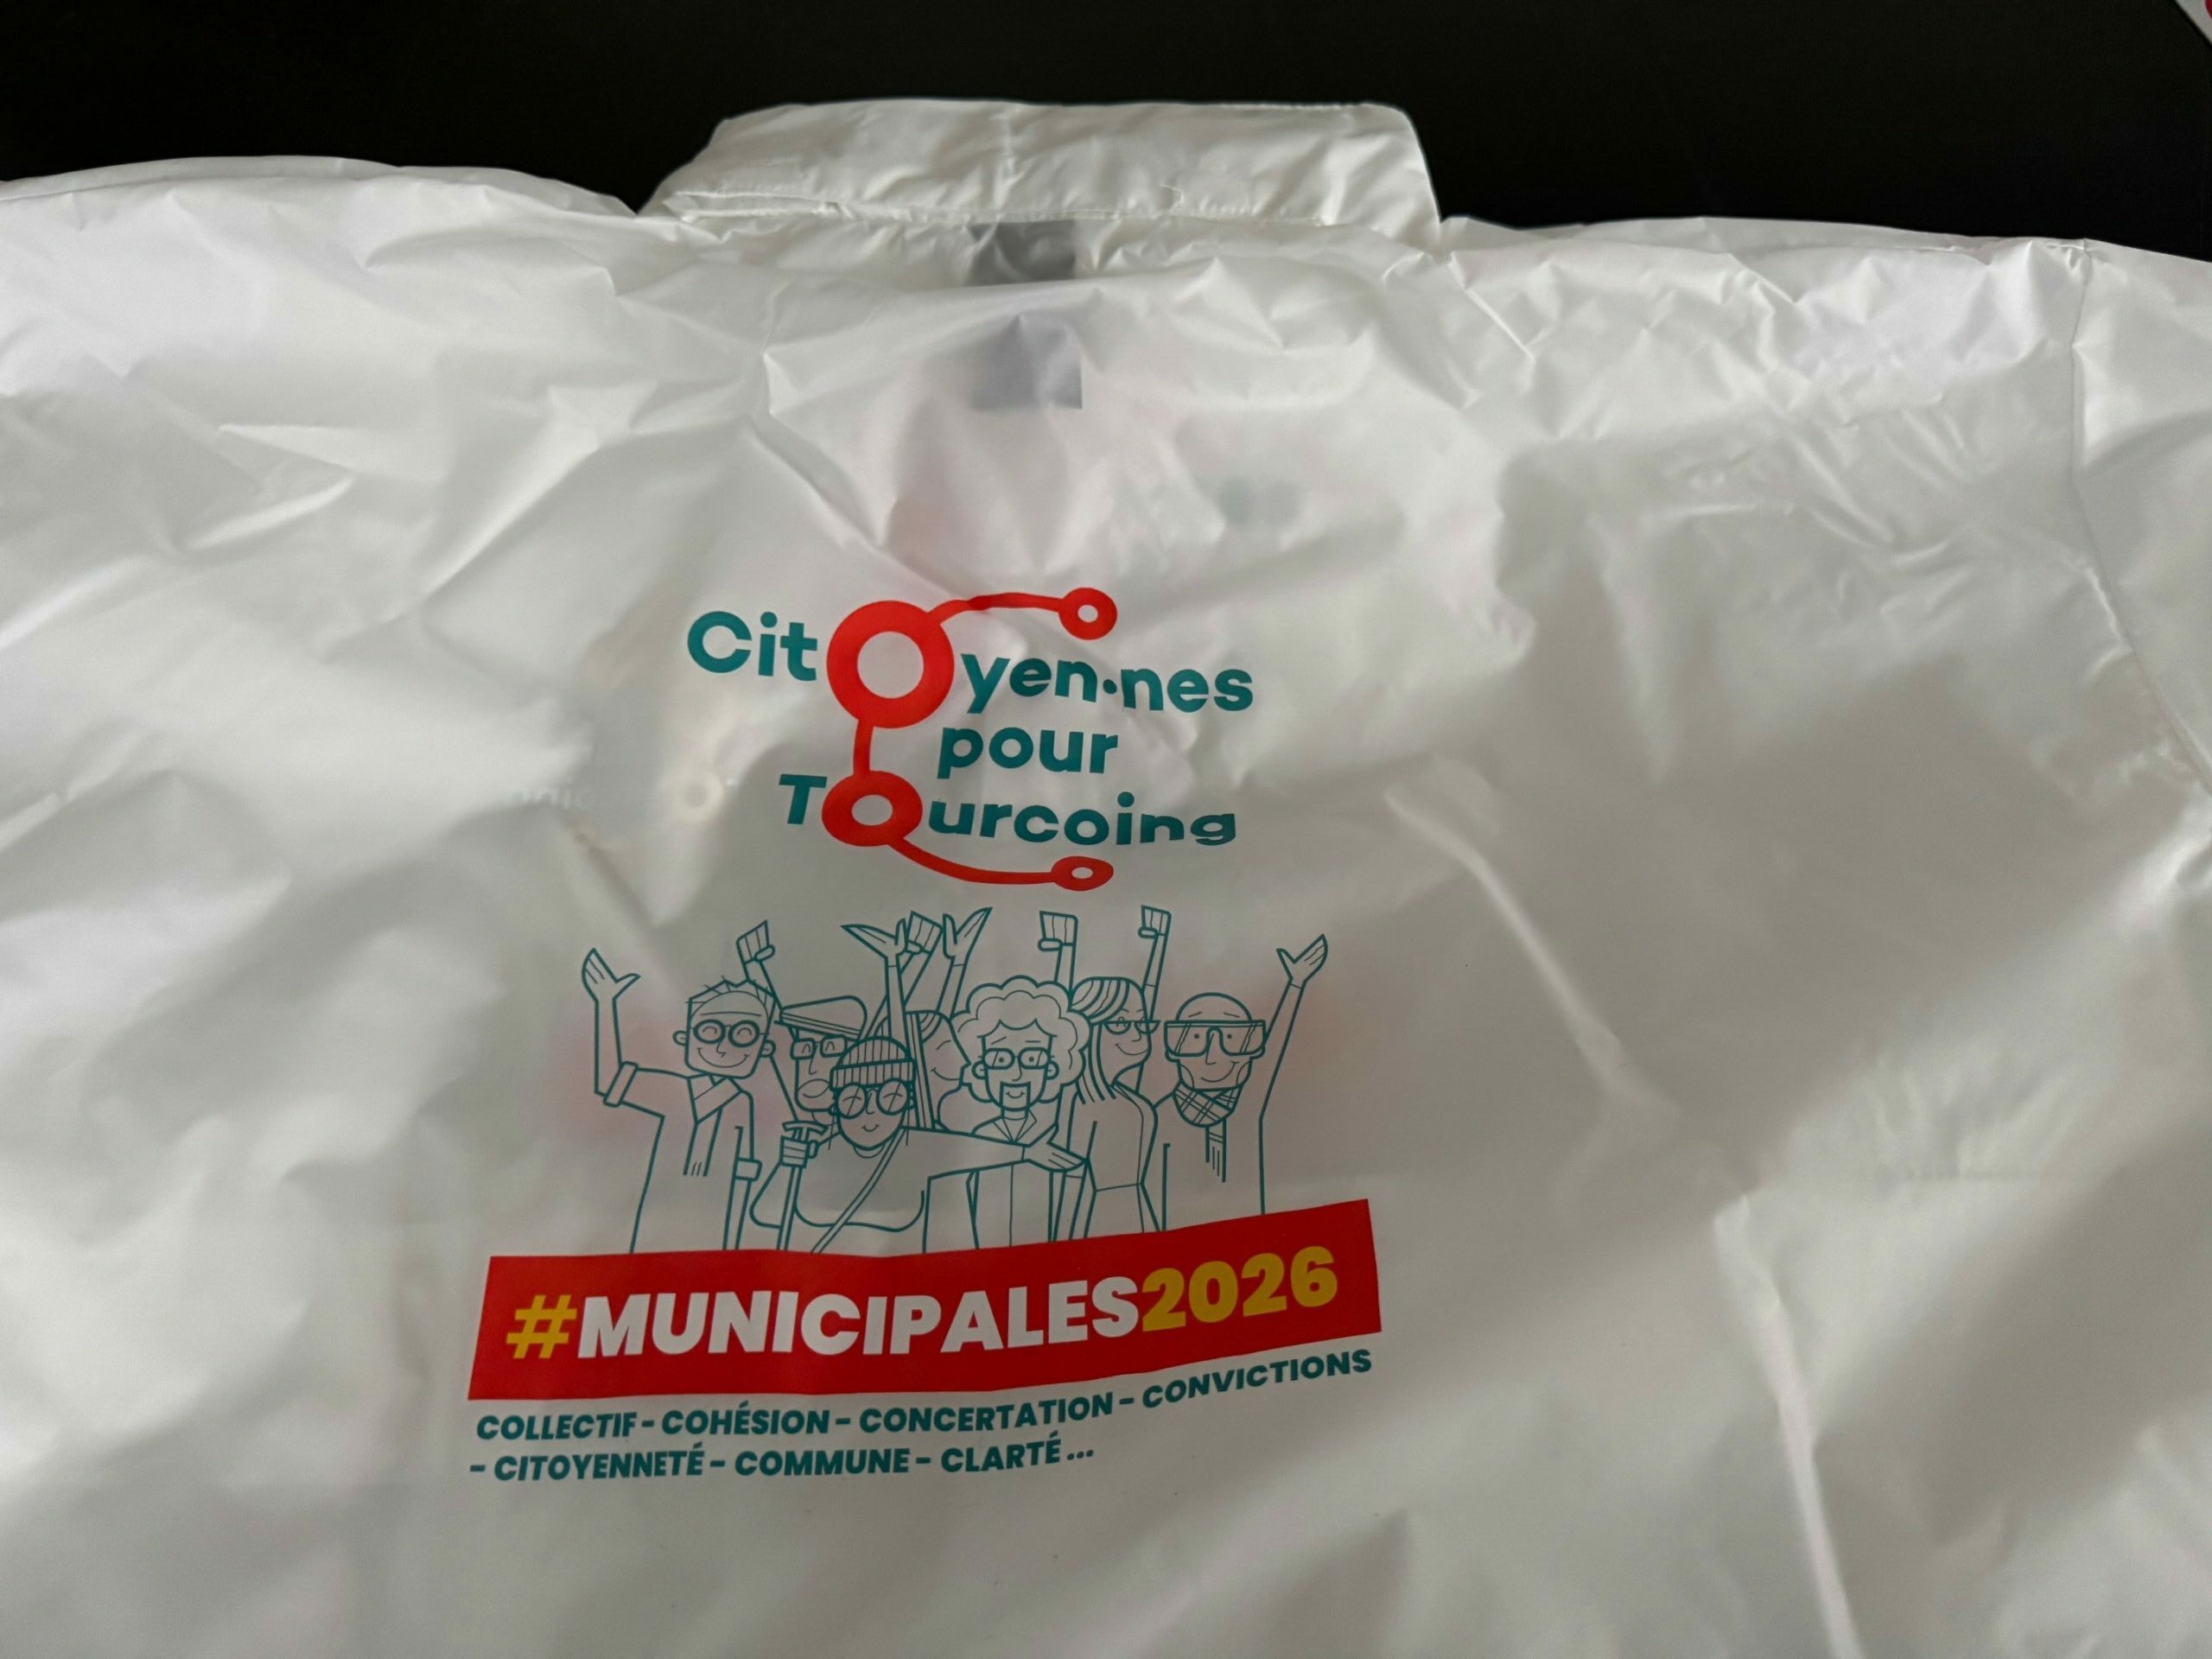 Citoyen·nes
pour
Tourcoing
#MUNICIPALES2026
COLLECTIF - COHÉSION - CONCERTATION - CONVICTIONS
- CITOYENNETÉ - COMMUNE - CLARTÉ ...